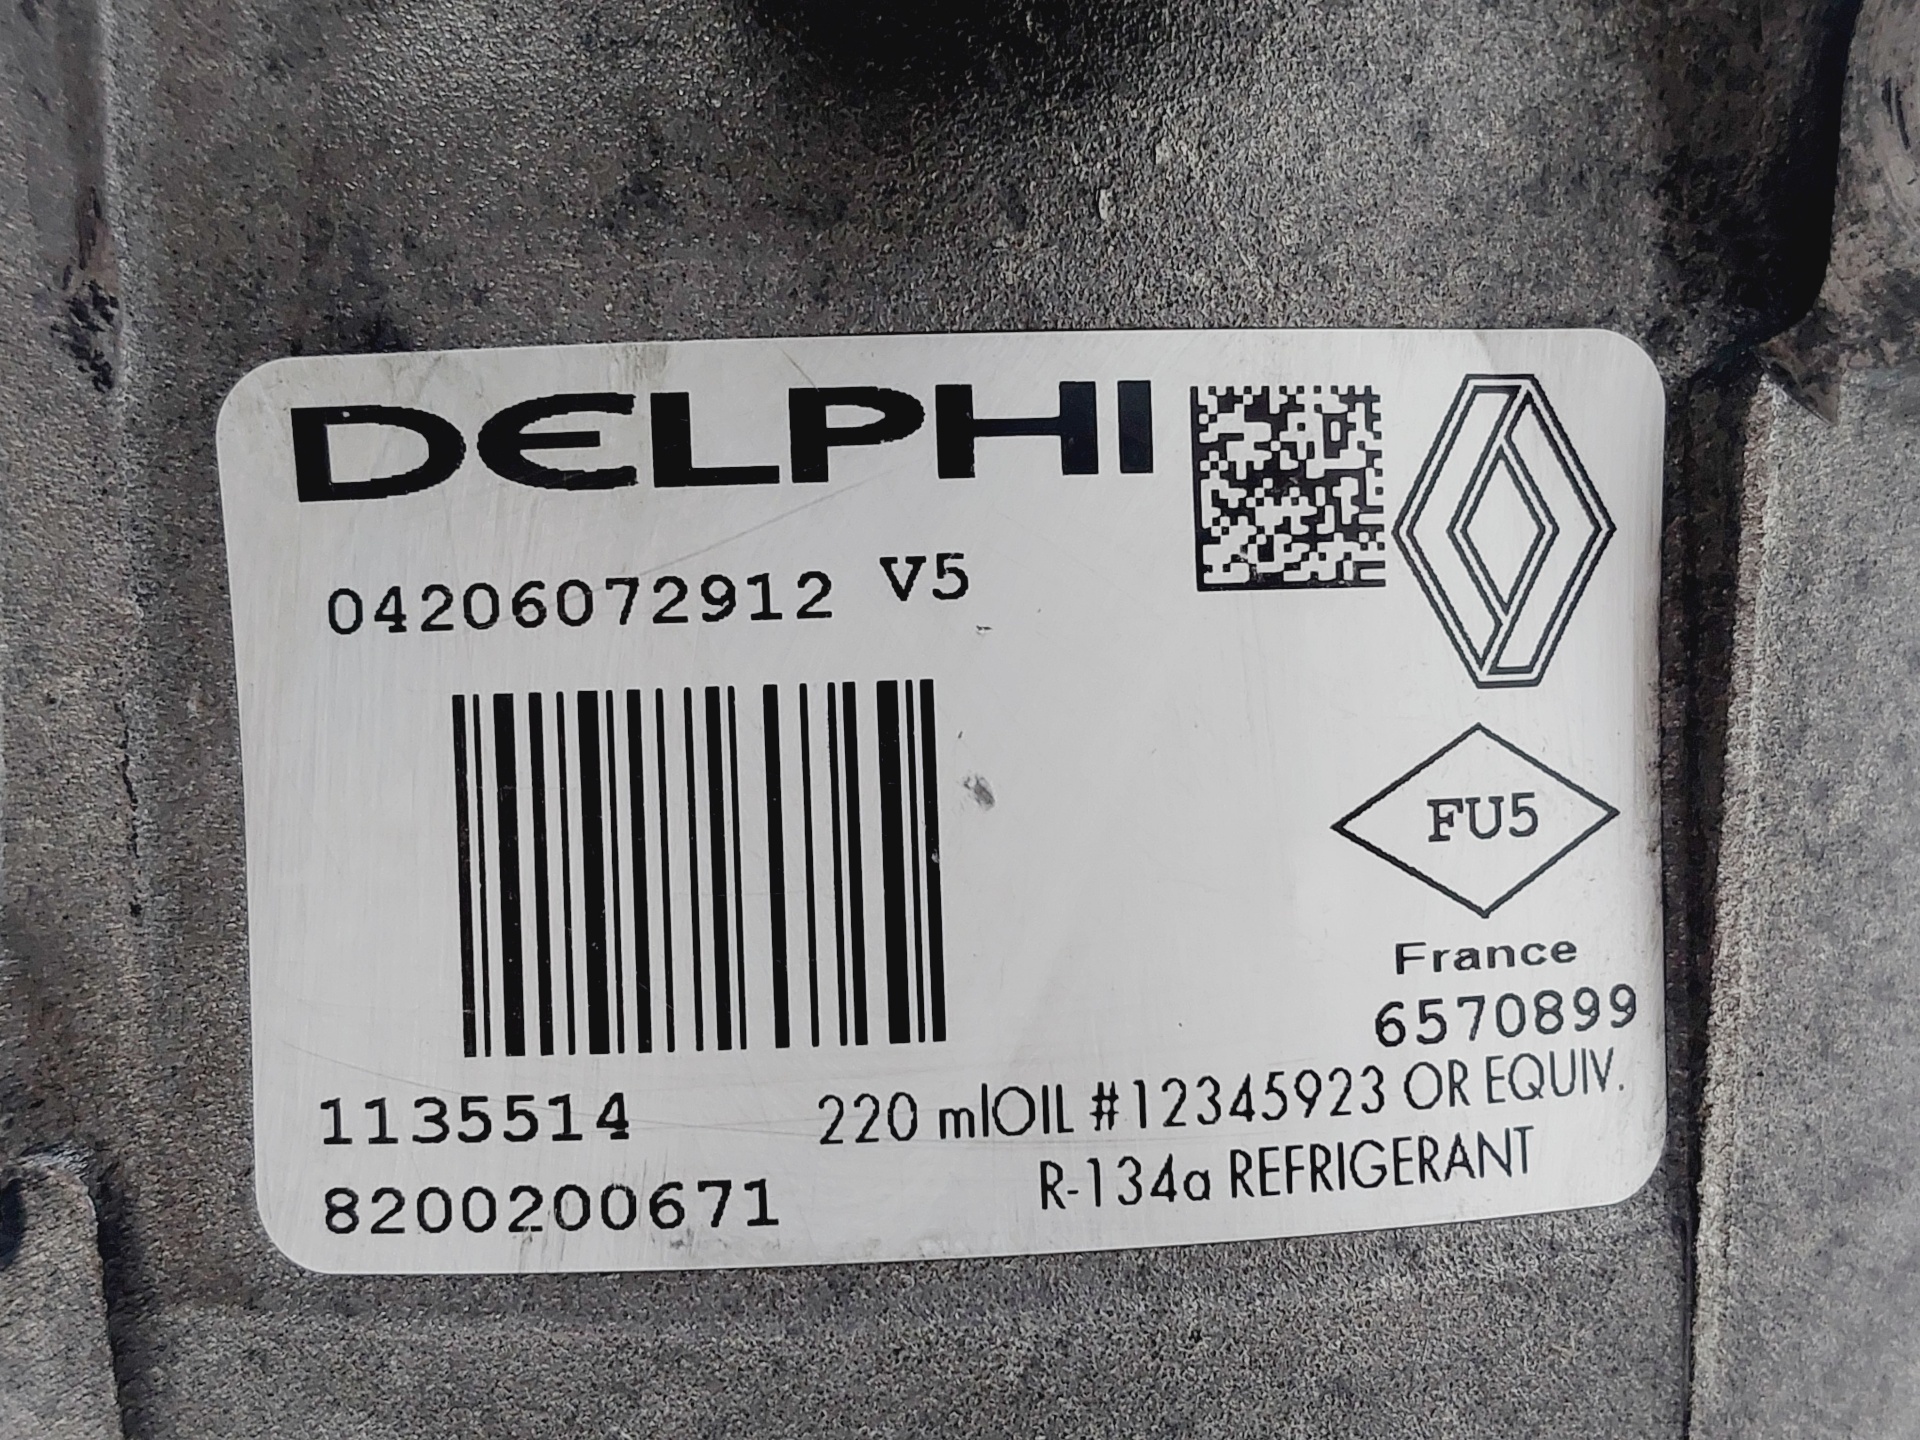 DELPHI
04206072912 V5
FU5
France
6570899
1135514
220 mlOIL #12345923 OR EQUIV.
8200200671
R-134a REFRIGERANT